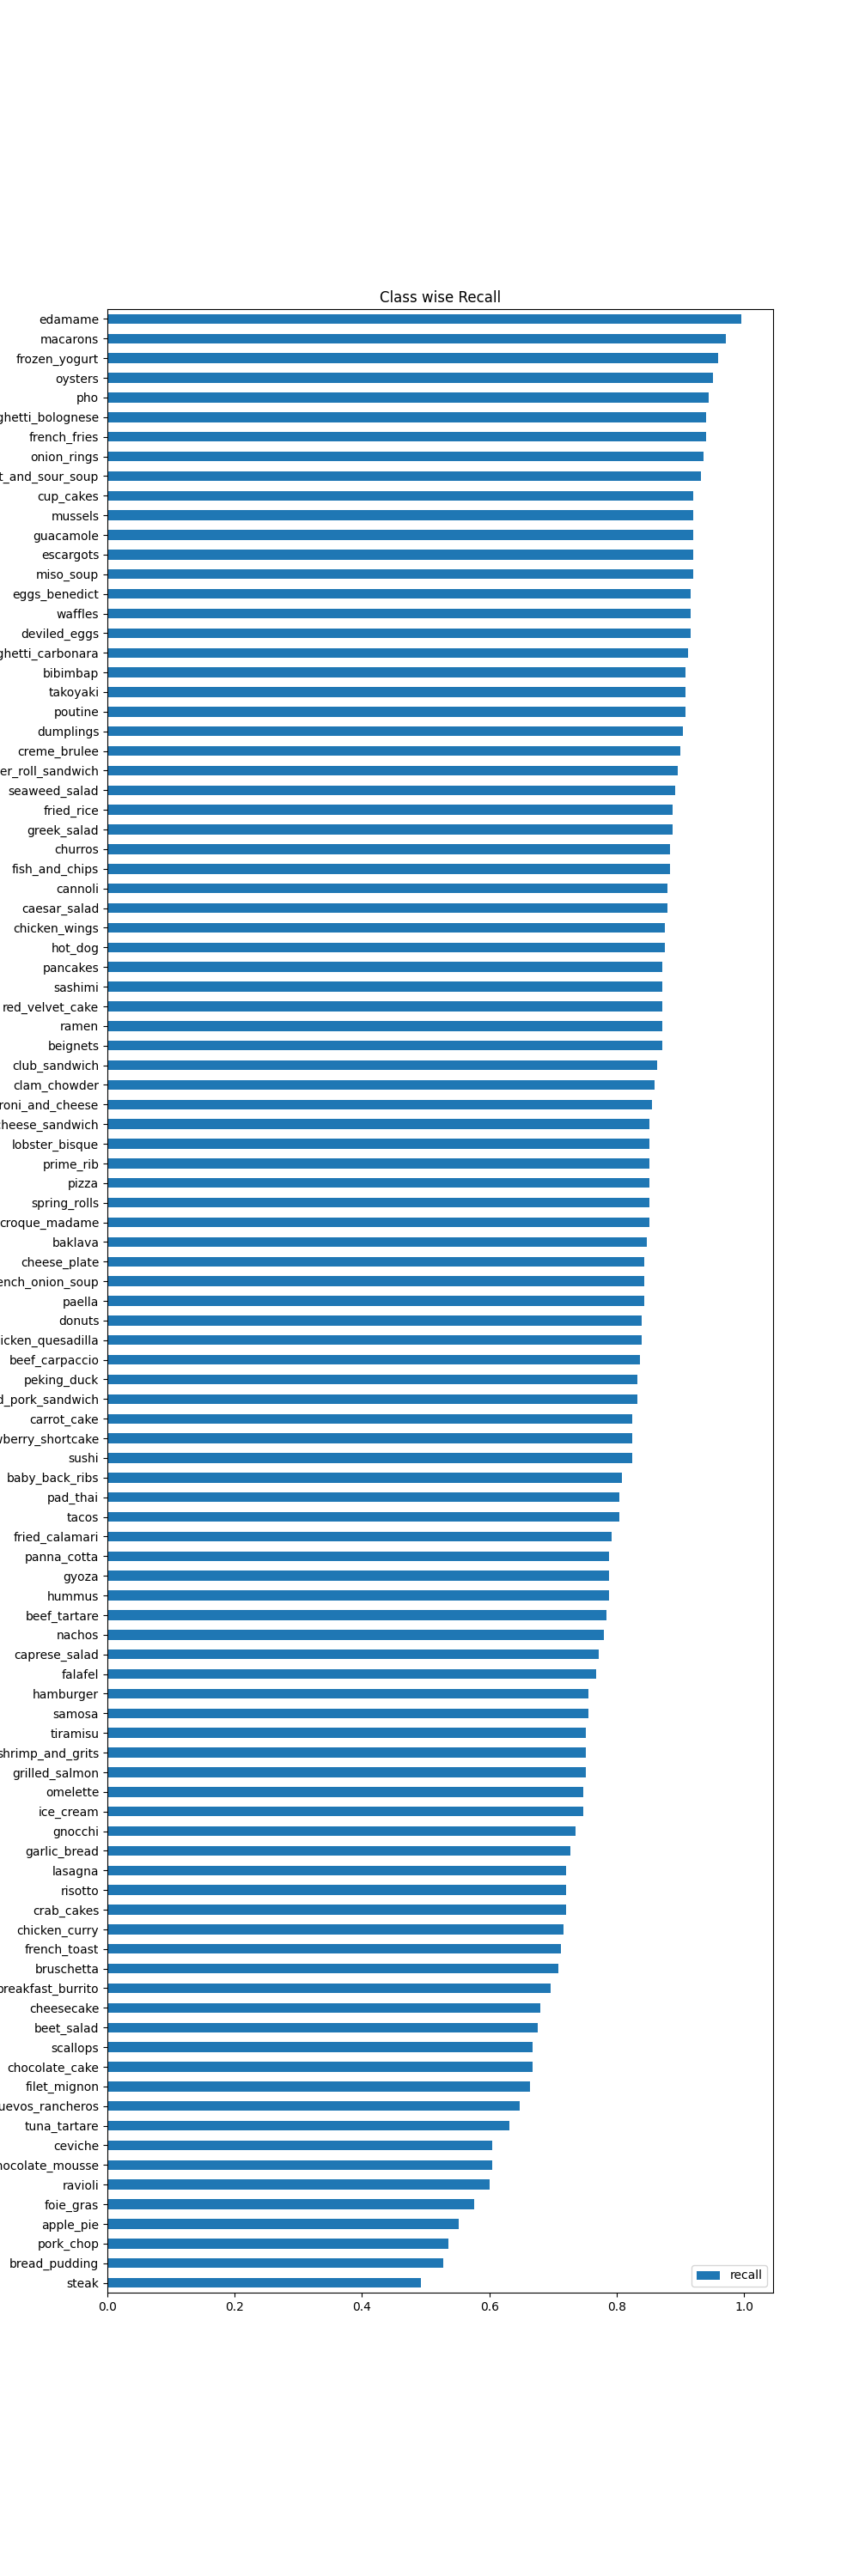 Class wise Recall
edamame
macarons
frozen_yogurt
oysters
pho
ghetti_bolognese
french_fries
onion_rings
t_and_sour_soup
cup_cakes
mussels
guacamole
escargots
miso_soup
eggs_benedict
waffles
deviled_eggs
ghetti_carbonara
bibimbap
takoyaki
poutine
dumplings
creme_brulee
er_roll_sandwich
seaweed_salad
fried_rice
greek_salad
churros
fish_and_chips
cannoli
caesar_salad
chicken_wings
hot_dog
pancakes
sashimi
red_velvet_cake
ramen
beignets
club_sandwich
clam_chowder
roni_and_cheese
cheese_sandwich
lobster_bisque
prime_rib
pizza
spring_rolls
croque_madame
baklava
cheese_plate
ench_onion_soup
paella
donuts
icken_quesadilla
beef_carpaccio
peking_duck
d_pork_sandwich
carrot_cake
wberry_shortcake
sushi
baby_back_ribs
pad_thai
tacos
fried_calamari
panna_cotta
gyoza
hummus
beef_tartare
nachos
caprese_salad
falafel
hamburger
samosa
tiramisu
shrimp_and_grits
grilled_salmon
omelette
ice_cream
gnocchi
garlic_bread
lasagna
risotto
crab_cakes
chicken_curry
french_toast
bruschetta
breakfast_burrito
cheesecake
beet_salad
scallops
chocolate_cake
filet_mignon
uevos_rancheros
tuna_tartare
ceviche
hocolate_mousse
ravioli
foie_gras
apple_pie
pork_chop
bread_pudding
steak
recall
0.0 0.2 0.4 0.6 0.8 1.0